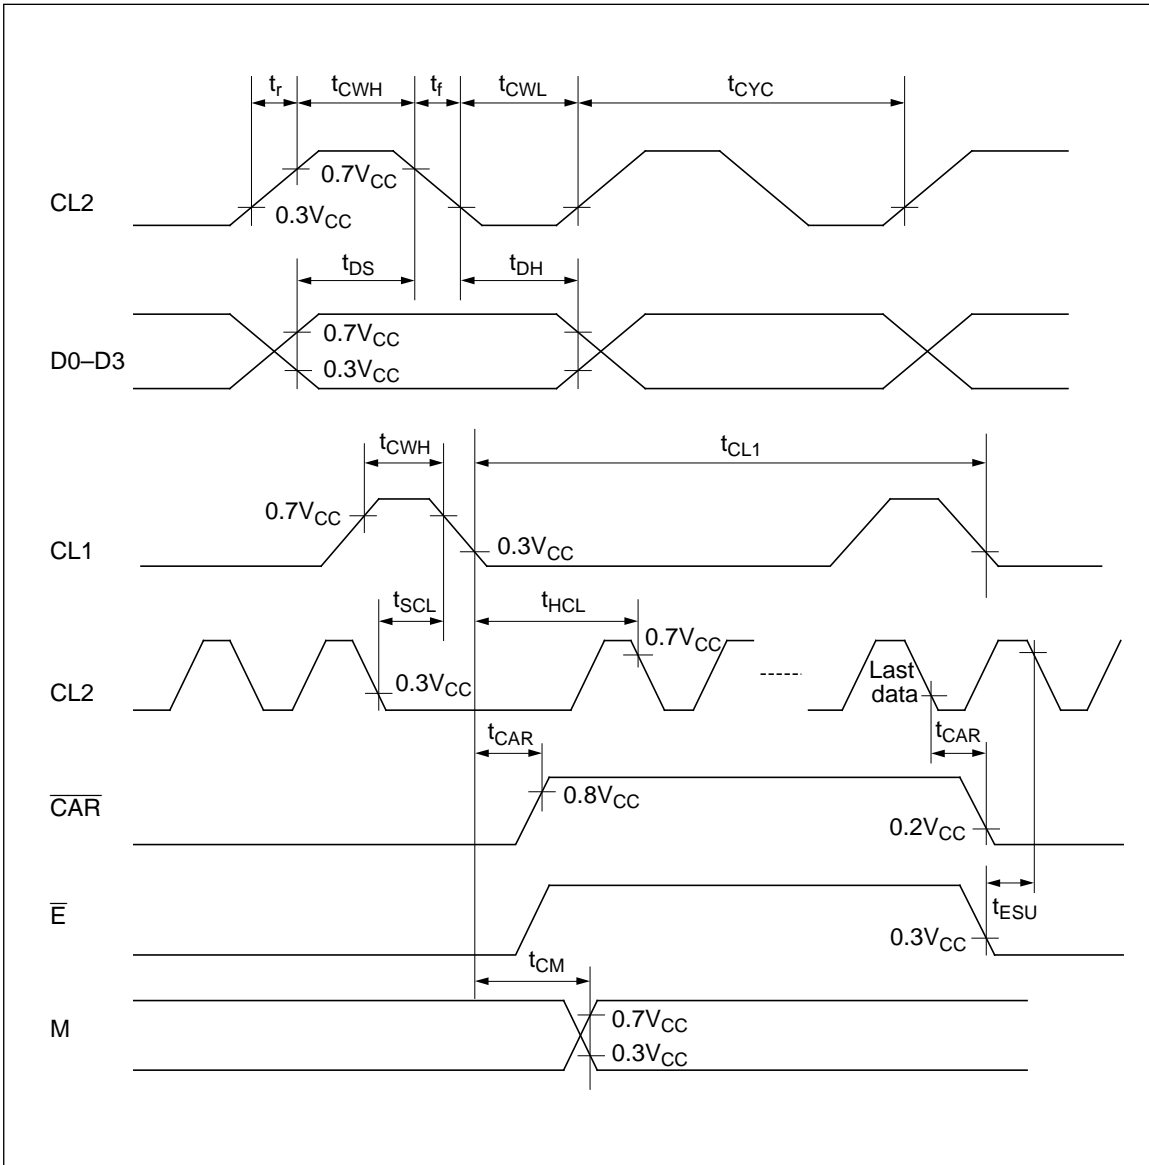 tr tCWH tf tCWL tCYC
CL2 0.7VCC
0.3VCC
tDS tDH
D0–D3 0.7VCC
0.3VCC
tCWH tCL1
0.7VCC
CL1 0.3VCC
tSCL tHCL
0.7VCC
CL2 0.3VCC Last
data
tCAR tCAR
CAR 0.8VCC
0.2VCC
E tESU
0.3VCC
tCM
M 0.7VCC
0.3VCC